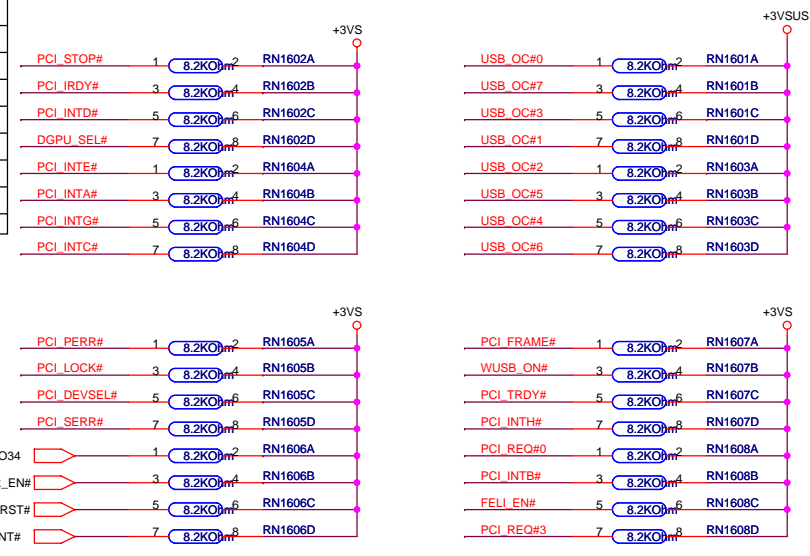 +3VS
PCI_STOP# 1 8.2KOhm 2 RN1602A
PCI_IRDY# 3 8.2KOhm 4 RN1602B
PCI_INTD# 5 8.2KOhm 6 RN1602C
DGPU_SEL# 7 8.2KOhm 8 RN1602D
PCI_INTE# 1 8.2KOhm 2 RN1604A
PCI_INTA# 3 8.2KOhm 4 RN1604B
PCI_INTG# 5 8.2KOhm 6 RN1604C
PCI_INTC# 7 8.2KOhm 8 RN1604D
+3VSUS
USB_OC#0 1 8.2KOhm 2 RN1601A
USB_OC#7 3 8.2KOhm 4 RN1601B
USB_OC#3 5 8.2KOhm 6 RN1601C
USB_OC#1 7 8.2KOhm 8 RN1601D
USB_OC#2 1 8.2KOhm 2 RN1603A
USB_OC#5 3 8.2KOhm 4 RN1603B
USB_OC#4 5 8.2KOhm 6 RN1603C
USB_OC#6 7 8.2KOhm 8 RN1603D
+3VS
PCI_PERR# 1 8.2KOhm 2 RN1605A
PCI_LOCK# 3 8.2KOhm 4 RN1605B
PCI_DEVSEL# 5 8.2KOhm 6 RN1605C
PCI_SERR# 7 8.2KOhm 8 RN1605D
O34 1 8.2KOhm 2 RN1606A
_EN# 3 8.2KOhm 4 RN1606B
RST# 5 8.2KOhm 6 RN1606C
NT# 7 8.2KOhm 8 RN1606D
+3VS
PCI_FRAME# 1 8.2KOhm 2 RN1607A
WUSB_ON# 3 8.2KOhm 4 RN1607B
PCI_TRDY# 5 8.2KOhm 6 RN1607C
PCI_INTH# 7 8.2KOhm 8 RN1607D
PCI_REQ#0 1 8.2KOhm 2 RN1608A
PCI_INTB# 3 8.2KOhm 4 RN1608B
FELI_EN# 5 8.2KOhm 6 RN1608C
PCI_REQ#3 7 8.2KOhm 8 RN1608D